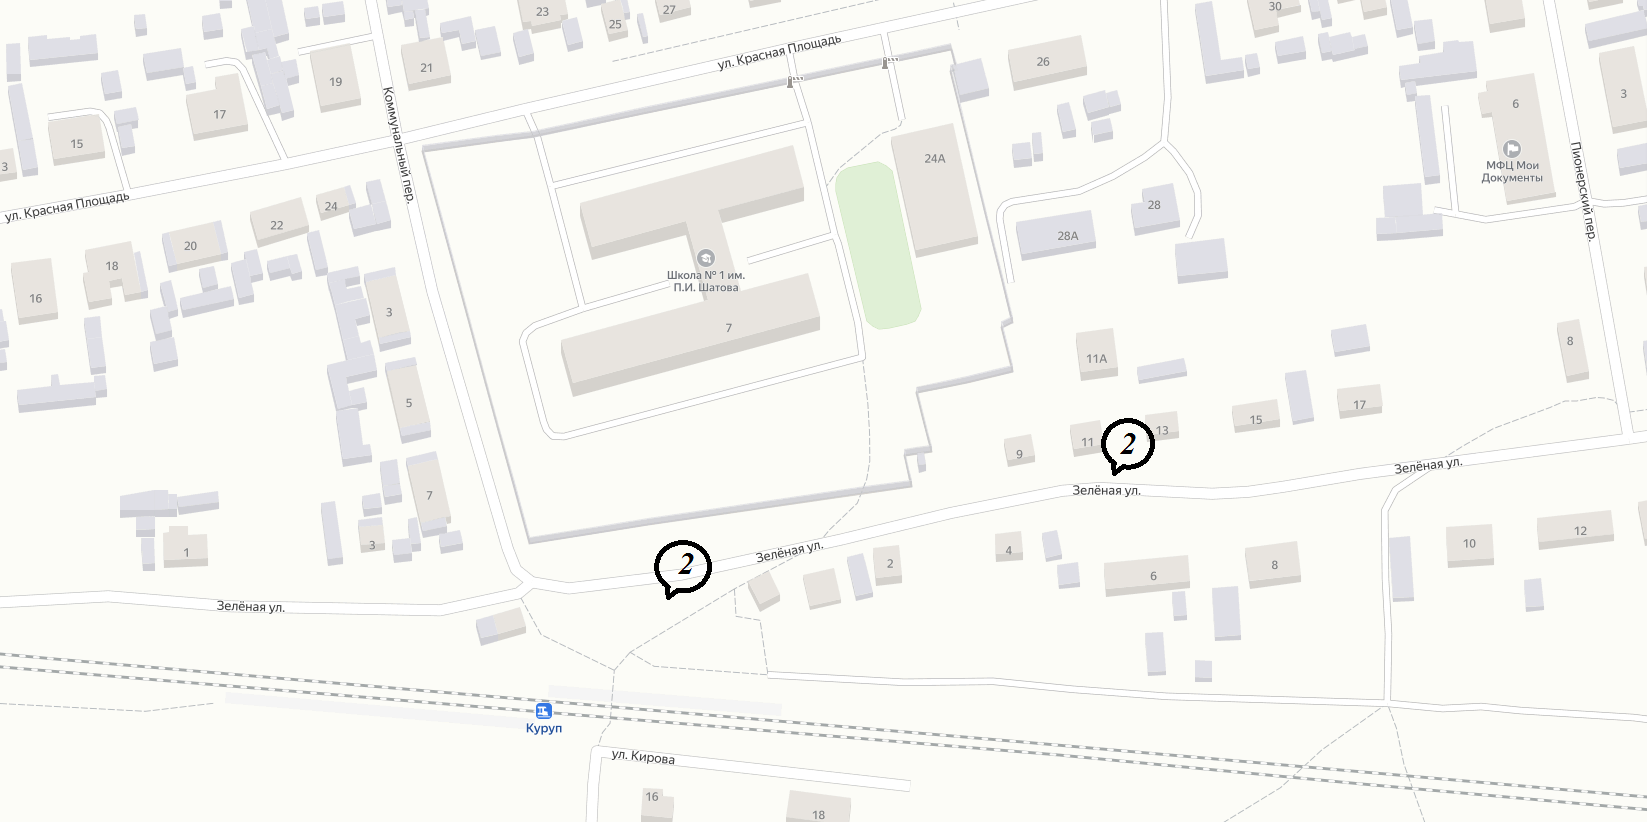 23
25
27
30
ул. Красная Площадь
21
19
26
17
15
3
6
3
МФЦ Мои
Документы
Коммунальный пер.
Пионерский пер.
24А
ул. Красная Площадь
24
22
20
18
16
28
28А
Школа № 1 им.
П.И. Шатова
7
3
5
7
11А
8
17
15
13
11
9
2
Зелёная ул.
Зелёная ул.
1
3
2
Зелёная ул.
2
4
6
8
10
12
Зелёная ул.
Куруп
ул. Кирова
16
18